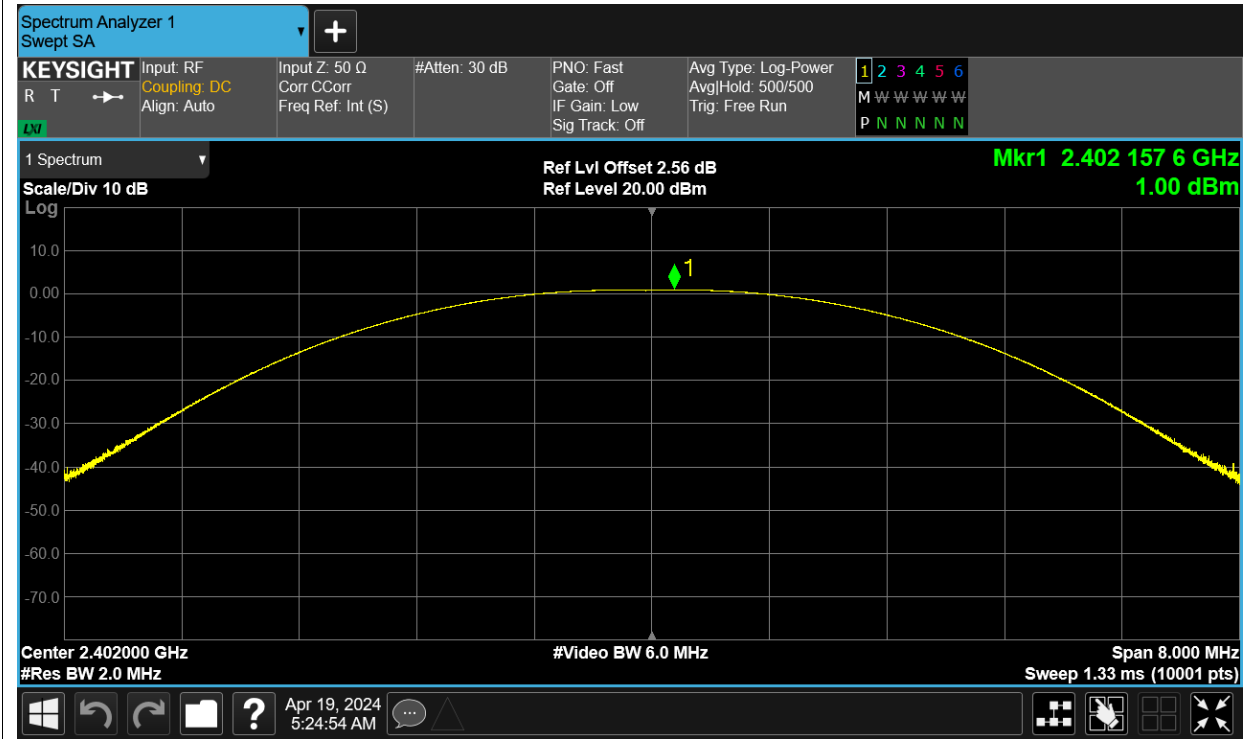 Spectrum Analyzer 1
Swept SA
+
KEYSIGHT
R T
LXI
Input: RF
Coupling: DC
Align: Auto
Input Z: 50 Ω
Corr CCorr
Freq Ref: Int (S)
#Atten: 30 dB
PNO: Fast
Gate: Off
IF Gain: Low
Sig Track: Off
Avg Type: Log-Power
Avg|Hold: 500/500
Trig: Free Run
1 2 3 4 5 6
M W W W W W
P N N N N N
1 Spectrum
Scale/Div 10 dB
Ref Lvl Offset 2.56 dB
Ref Level 20.00 dBm
Mkr1 2.402 157 6 GHz
1.00 dBm
Log
10.0
0.00
-10.0
-20.0
-30.0
-40.0
-50.0
-60.0
-70.0
1
Center 2.402000 GHz
#Res BW 2.0 MHz
#Video BW 6.0 MHz
Span 8.000 MHz
Sweep 1.33 ms (10001 pts)
?
Apr 19, 2024
5:24:54 AM